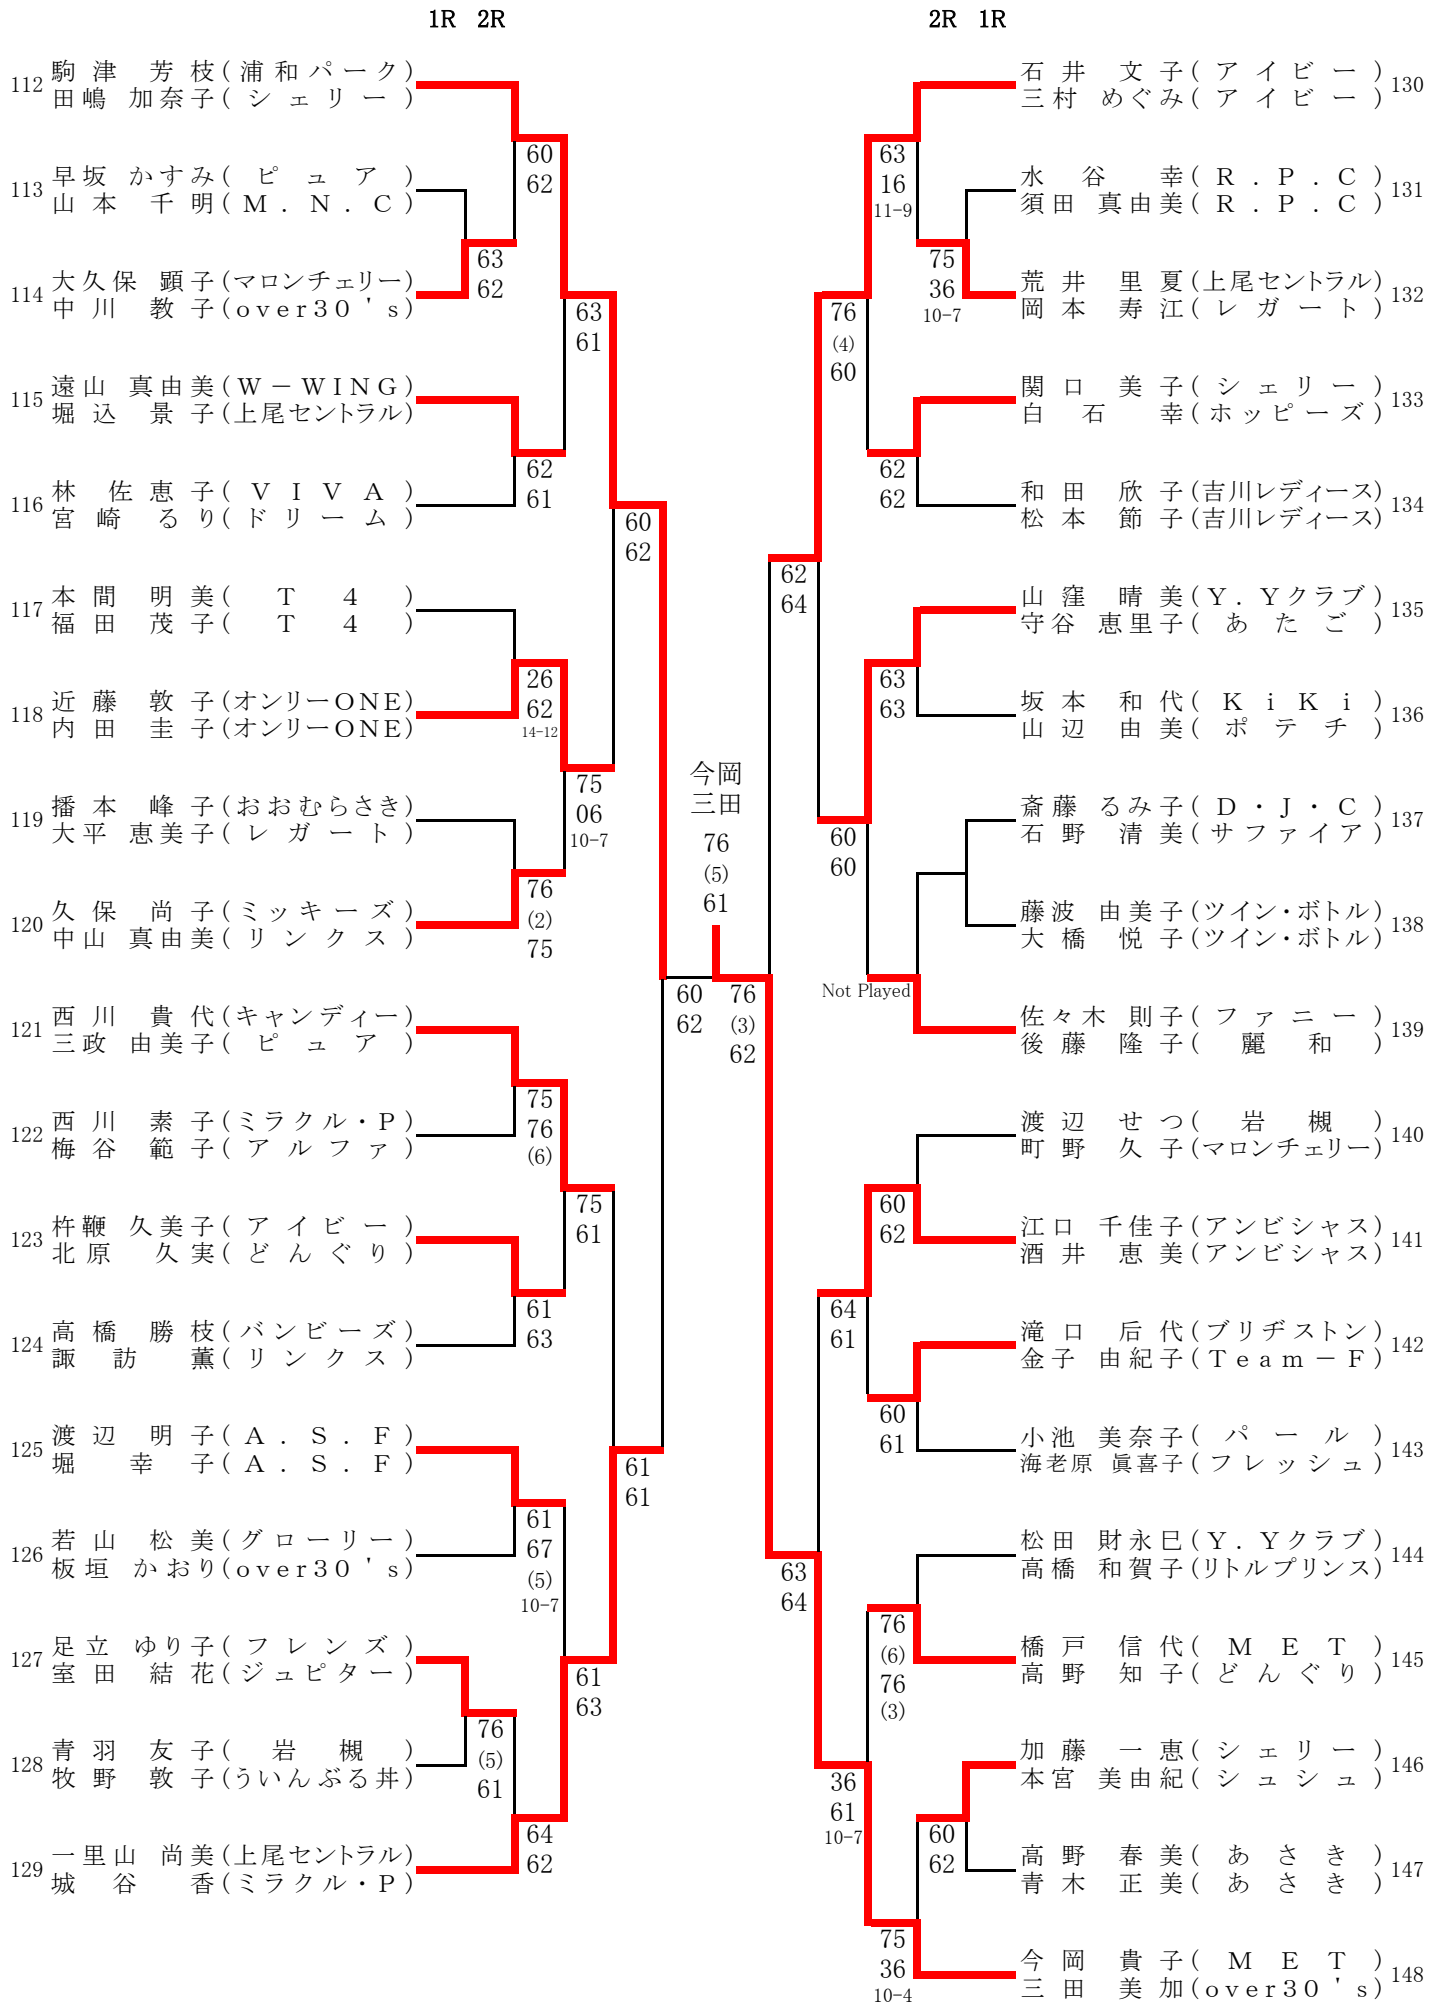 1R 2R
112 駒津 芳枝(浦和パーク)
田嶋 加奈子(シェリー)
60
62
113 早坂 かすみ(ピュア)
山本 千明(M.N.C)
63
62
114 大久保 顕子(マロンチェリー)
中川 教子(over30's)
63
61
115 遠山 真由美(W-WING)
堀込 景子(上尾セントラル)
62
61
116 林 佐恵子(VIVA)
宮崎 るり(ドリーム)
60
62
117 本間 明美(T4)
福田 茂子(T4)
26
62
14-12
118 近藤 敦子(オンリーONE)
内田 圭子(オンリーONE)
75
06
10-7
119 播本 峰子(おおむらさき)
大平 恵美子(レガート)
76
(2)
75
120 久保 尚子(ミッキーズ)
中山 真由美(リンクス)
60
62
121 西川 貴代(キャンディー)
三政 由美子(ピュア)
75
76
(6)
122 西川 素子(ミラクル・P)
梅谷 範子(アルファ)
75
61
123 杵鞭 久美子(アイビー)
北原 久実(どんぐり)
61
63
124 高橋 勝枝(バンビーズ)
諏訪 薫(リンクス)
61
61
125 渡辺 明子(A.S.F)
堀 幸子(A.S.F)
61
67
(5)
10-7
126 若山 松美(グローリー)
板垣 かおり(over30's)
61
63
127 足立 ゆり子(フレンズ)
室田 結花(ジュピター)
76
(5)
61
128 青羽 友子(岩槻)
牧野 敦子(ういんぶる丼)
64
62
129 一里山 尚美(上尾セントラル)
城谷 香(ミラクル・P)
今岡
三田
76
(5)
61
76
(3)
62
2R 1R
石井 文子(アイビー) 130
三村 めぐみ(アイビー)
63
16
11-9
水谷 幸(R.P.C) 131
須田 真由美(R.P.C)
75
36
10-7
荒井 里夏(上尾セントラル) 132
岡本 寿江(レガート)
76
(4)
60
関口 美子(シェリー) 133
白石 幸(ホッピーズ)
62
62
和田 欣子(吉川レディース) 134
松本 節子(吉川レディース)
62
64
山窪 晴美(Y.Yクラブ) 135
守谷 恵里子(あたご)
63
63
坂本 和代(KiKi) 136
山辺 由美(ポテチ)
60
60
斎藤 るみ子(D・J・C) 137
石野 清美(サファイア)
藤波 由美子(ツイン・ボトル) 138
大橋 悦子(ツイン・ボトル)
Not Played
佐々木 則子(ファニー) 139
後藤 隆子(麗和)
渡辺 せつ(岩槻) 140
町野 久子(マロンチェリー)
60
62
江口 千佳子(アンビシャス) 141
酒井 恵美(アンビシャス)
64
61
滝口 后代(ブリヂストン) 142
金子 由紀子(Team-F)
60
61
小池 美奈子(パール) 143
海老原 眞喜子(フレッシュ)
63
64
松田 財永巳(Y.Yクラブ) 144
高橋 和賀子(リトルプリンス)
76
(6)
76
(3)
橋戸 信代(MET) 145
高野 知子(どんぐり)
36
61
10-7
加藤 一恵(シェリー) 146
本宮 美由紀(シュシュ)
60
62
高野 春美(あさき) 147
青木 正美(あさき)
75
36
10-4
今岡 貴子(MET) 148
三田 美加(over30's)